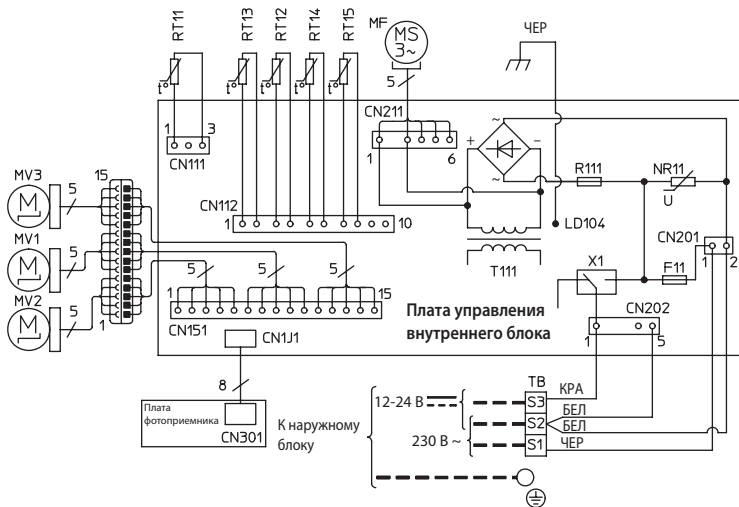 RT11
RT13
RT12
RT14
RT15
MF
MS
3~
ЧЕР
t°
t°
t°
t°
t°
5
CN211
1
6
+
~
−
~
1
3
CN111
R111
NR11
U
MV3
MV1
MV2
5
5
5
15
1
CN112
1
10
LD104
T111
CN201
1
2
X1
F11
5
5
5
1
15
CN151
Плата управления
внутреннего блока
CN202
1
5
CN1J1
8
Плата
фотоприемника
CN301
К наружному
блоку
12-24 В
230 В ~
TB
S3
S2
S1
КРА
БЕЛ
БЕЛ
ЧЕР